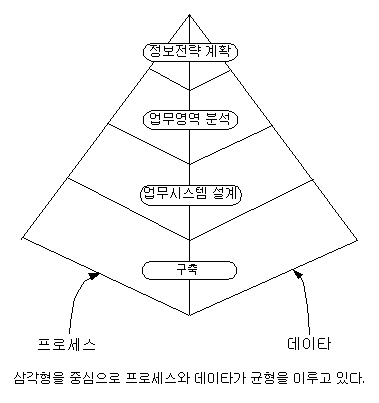 정보전략 계획
업무영역 분석
업무시스템 설계
구축
프로세스
데이타
삼각형을 중심으로 프로세스와 데이타가 균형을 이루고 있다.